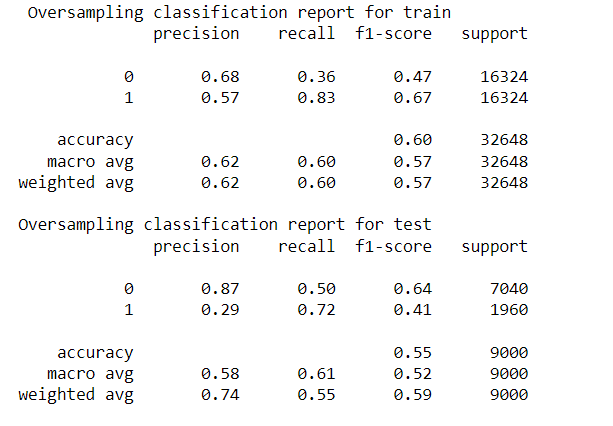 Oversampling classification report for train
precision recall f1-score support
0 0.68 0.36 0.47 16324
1 0.57 0.83 0.67 16324
accuracy 0.60 32648
macro avg 0.62 0.60 0.57 32648
weighted avg 0.62 0.60 0.57 32648
Oversampling classification report for test
precision recall f1-score support
0 0.87 0.50 0.64 7040
1 0.29 0.72 0.41 1960
accuracy 0.55 9000
macro avg 0.58 0.61 0.52 9000
weighted avg 0.74 0.55 0.59 9000